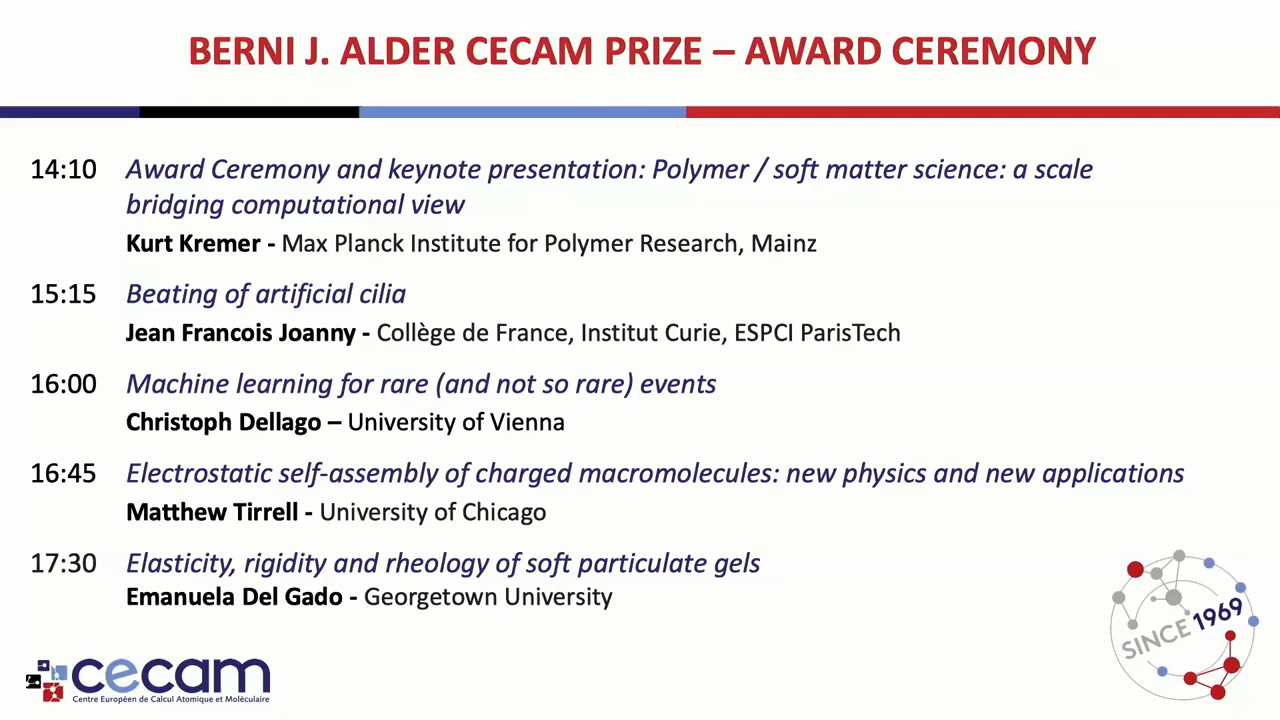 BERNI J. ALDER CECAM PRIZE – AWARD CEREMONY
14:10 Award Ceremony and keynote presentation: Polymer / soft matter science: a scale
bridging computational view
Kurt Kremer - Max Planck Institute for Polymer Research, Mainz
15:15 Beating of artificial cilia
Jean Francois Joanny - Collège de France, Institut Curie, ESPCI ParisTech
16:00 Machine learning for rare (and not so rare) events
Christoph Dellago – University of Vienna
16:45 Electrostatic self-assembly of charged macromolecules: new physics and new applications
Matthew Tirrell - University of Chicago
17:30 Elasticity, rigidity and rheology of soft particulate gels
Emanuela Del Gado - Georgetown University
SINCE 1969
cecam
Centre Européen de Calcul Atomique et Moléculaire